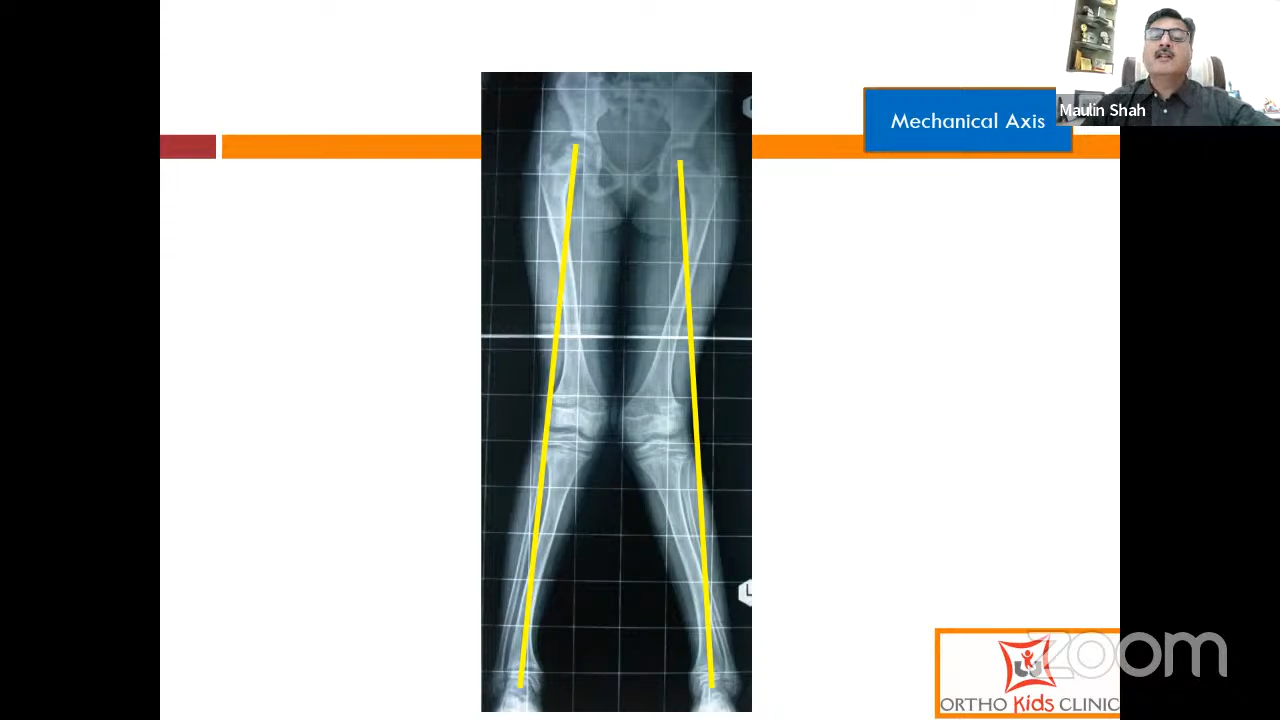 Mechanical Axis
Maulin Shah
L
zoom
ORTHO Kids CLINIC